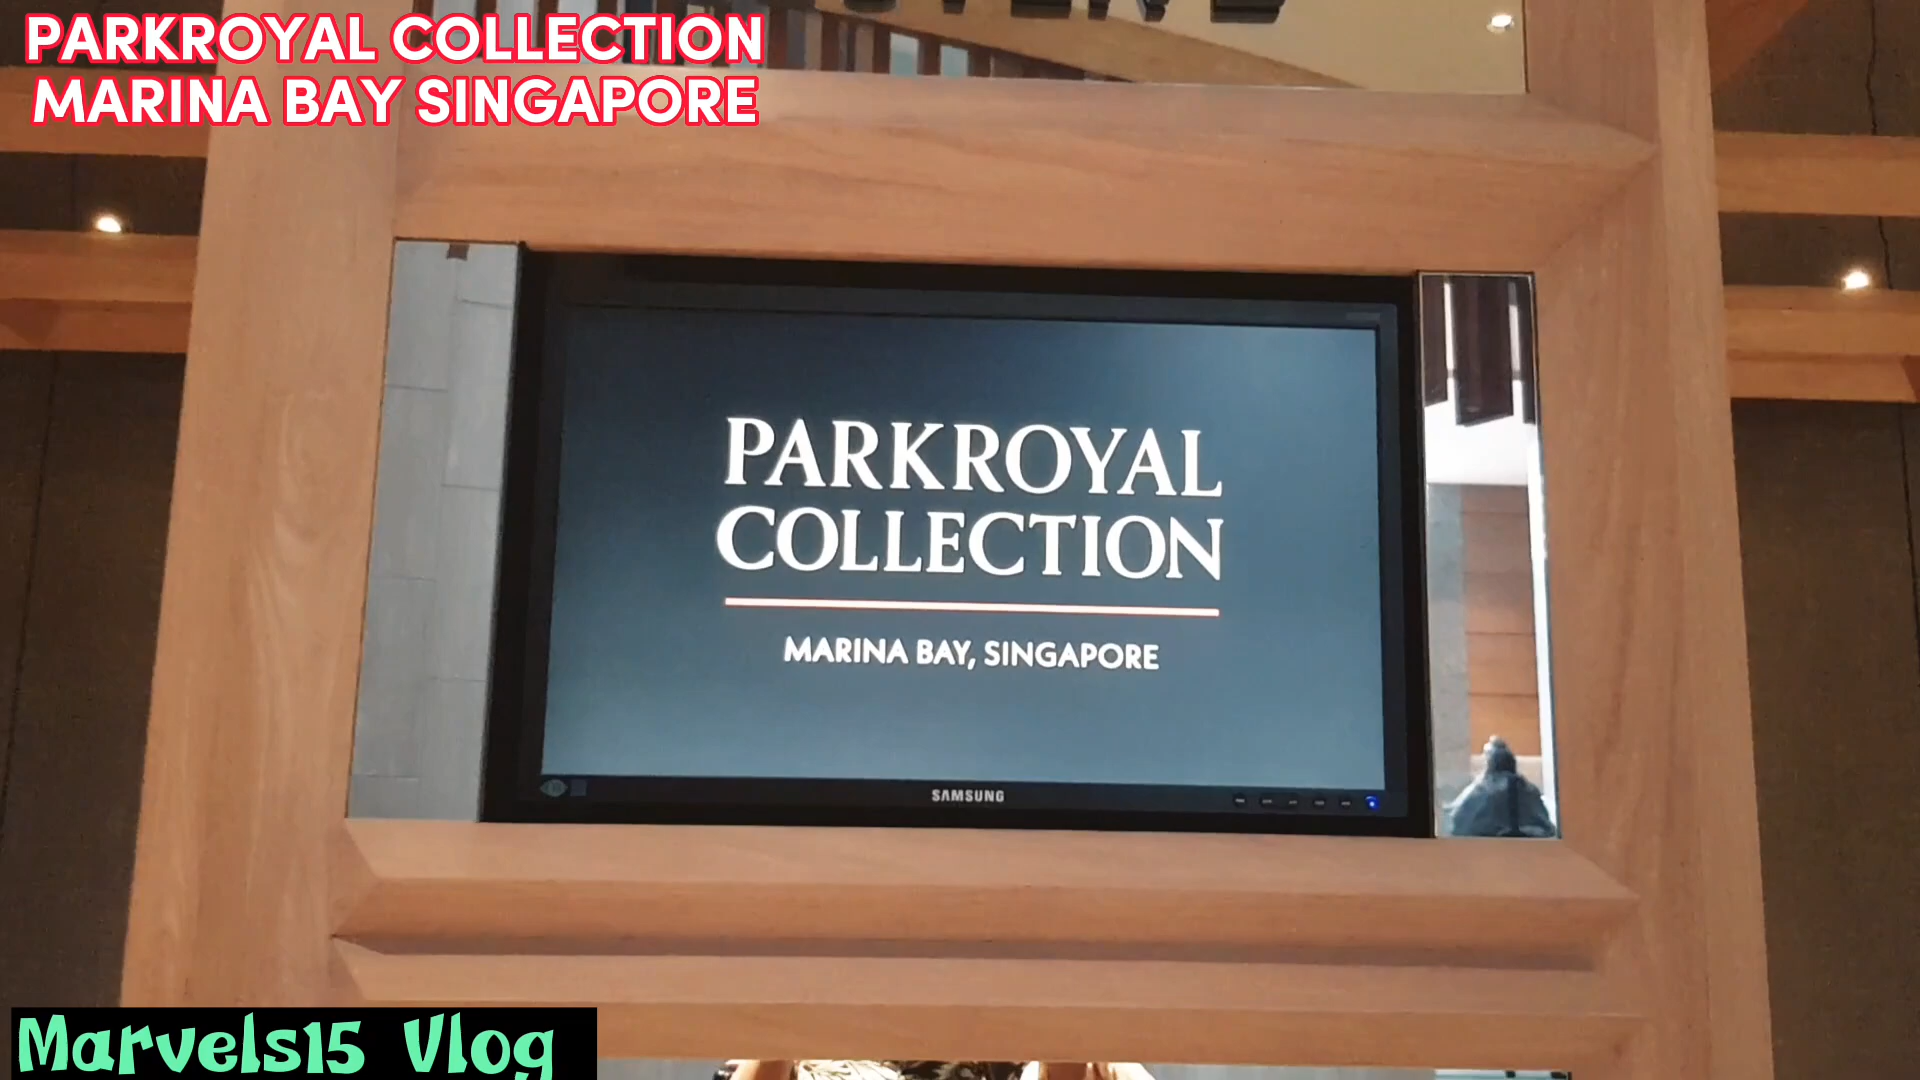 PARKROYAL COLLECTION
MARINA BAY SINGAPORE
PARKROYAL
COLLECTION
MARINA BAY, SINGAPORE
SAMSUNG
Marvels15 Vlog